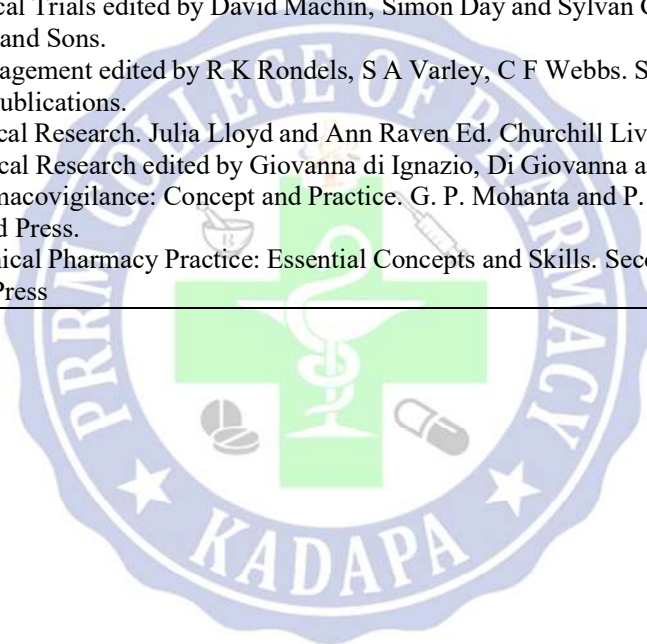 cal Trials edited by David Machin, Simon Day and Sylvan
and Sons.
agement edited by R K Rondels, S A Varley, C F Webbs. S
ublications.
cal Research. Julia Lloyd and Ann Raven Ed. Churchill Liv
cal Research edited by Giovanna di Ignazio, Di Giovanna a
macovigilance: Concept and Practice. G. P. Mohanta and P.
d Press.
nical Pharmacy Practice: Essential Concepts and Skills. Sec
Press
PRRM COLLEGE OF PHARMACY
KADAPA